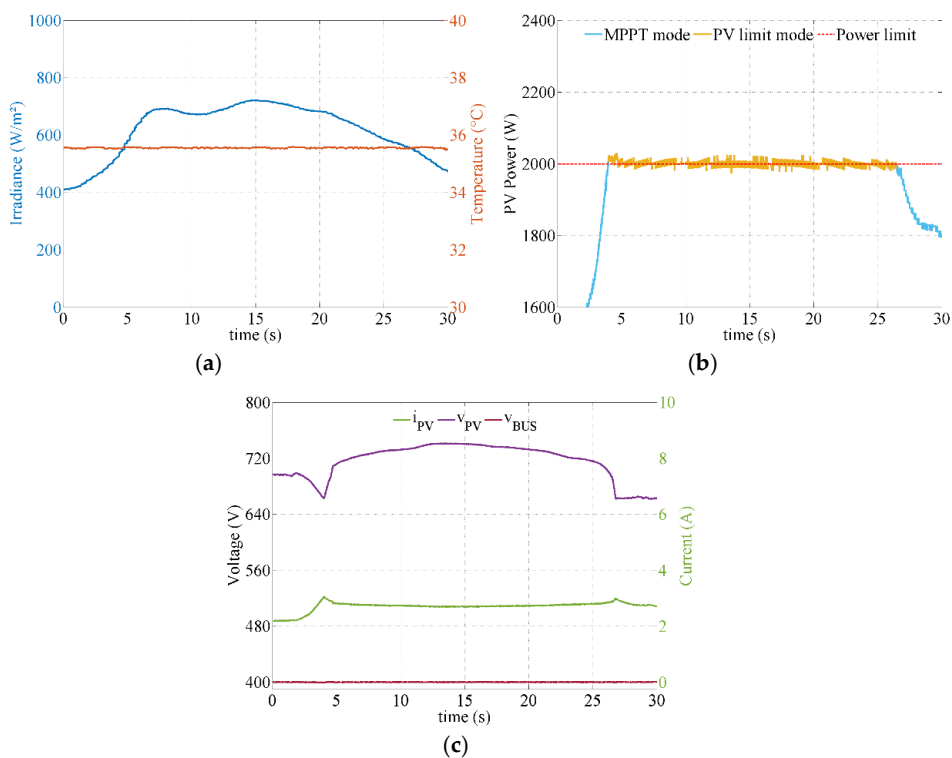 1000
800
600
400
200
0
Irradiance (W/m²)
40
38
36
34
32
30
Temperature (°C)
0 5 10 15 20 25 30
time (s)
(a)
2400
2200
2000
1800
1600
PV Power (W)
MPPT mode PV limit mode Power limit
0 5 10 15 20 25 30
time (s)
(b)
800
720
640
560
480
400
Voltage (V)
i_PV v_PV v_BUS
10
8
6
4
2
0
Current (A)
0 5 10 15 20 25 30
time (s)
(c)